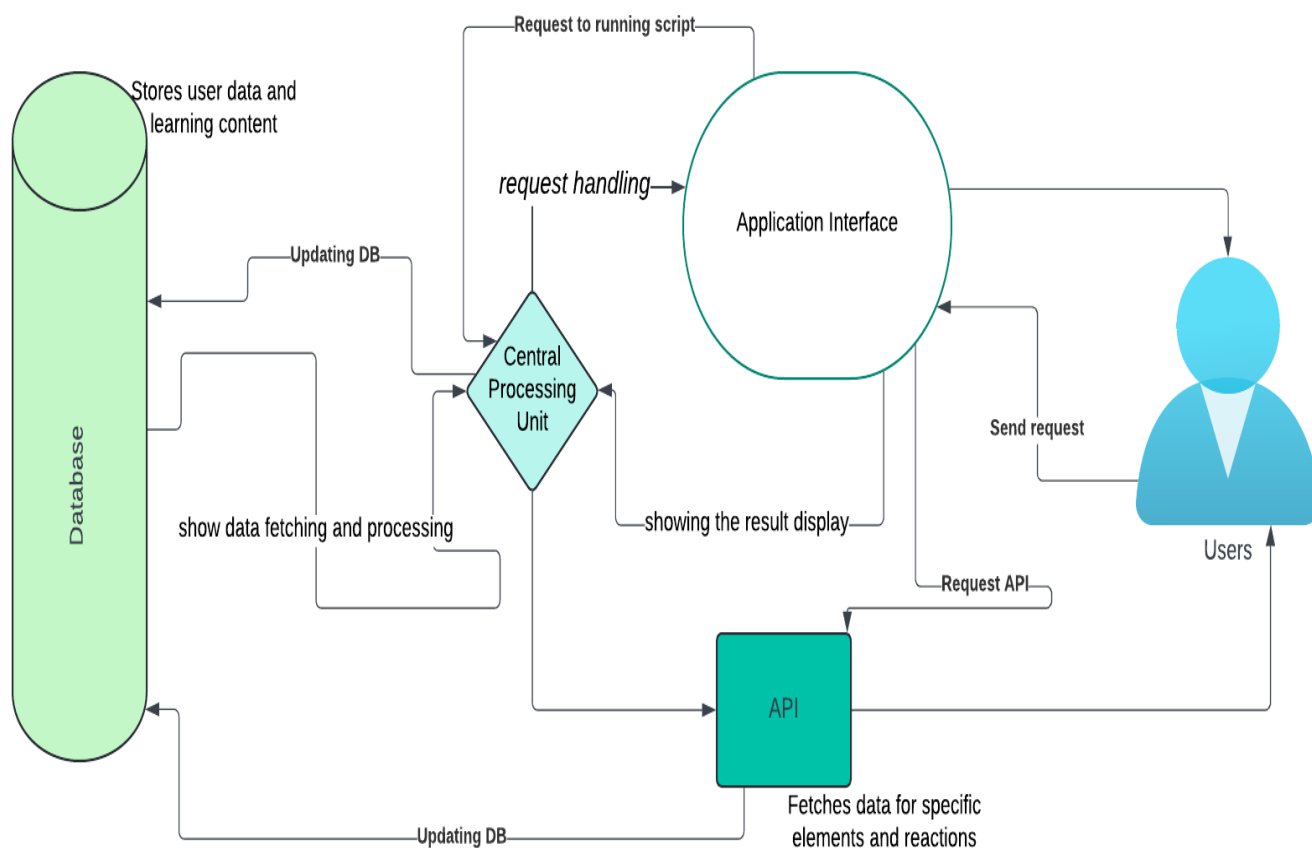 Request to running script
Stores user data and
learning content
request handling
Application Interface
Updating DB
Central
Processing
Unit
Send request
Database
show data fetching and processing
showing the result display
Users
Request API
API
Fetches data for specific
elements and reactions
Updating DB